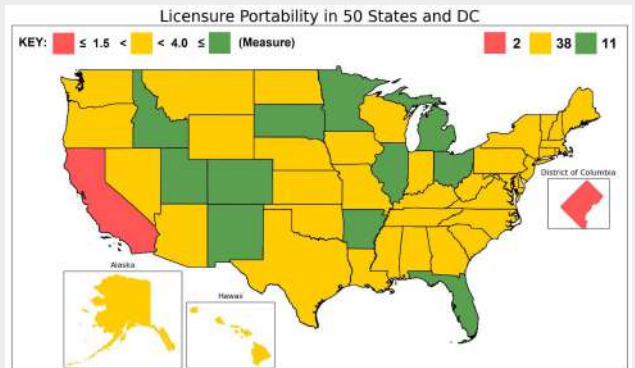 Licensure Portability in 50 States and DC
KEY: ≤ 1.5 < < 4.0 ≤ (Measure) 2 38 11
District of Columbia
Alaska
Hawaii